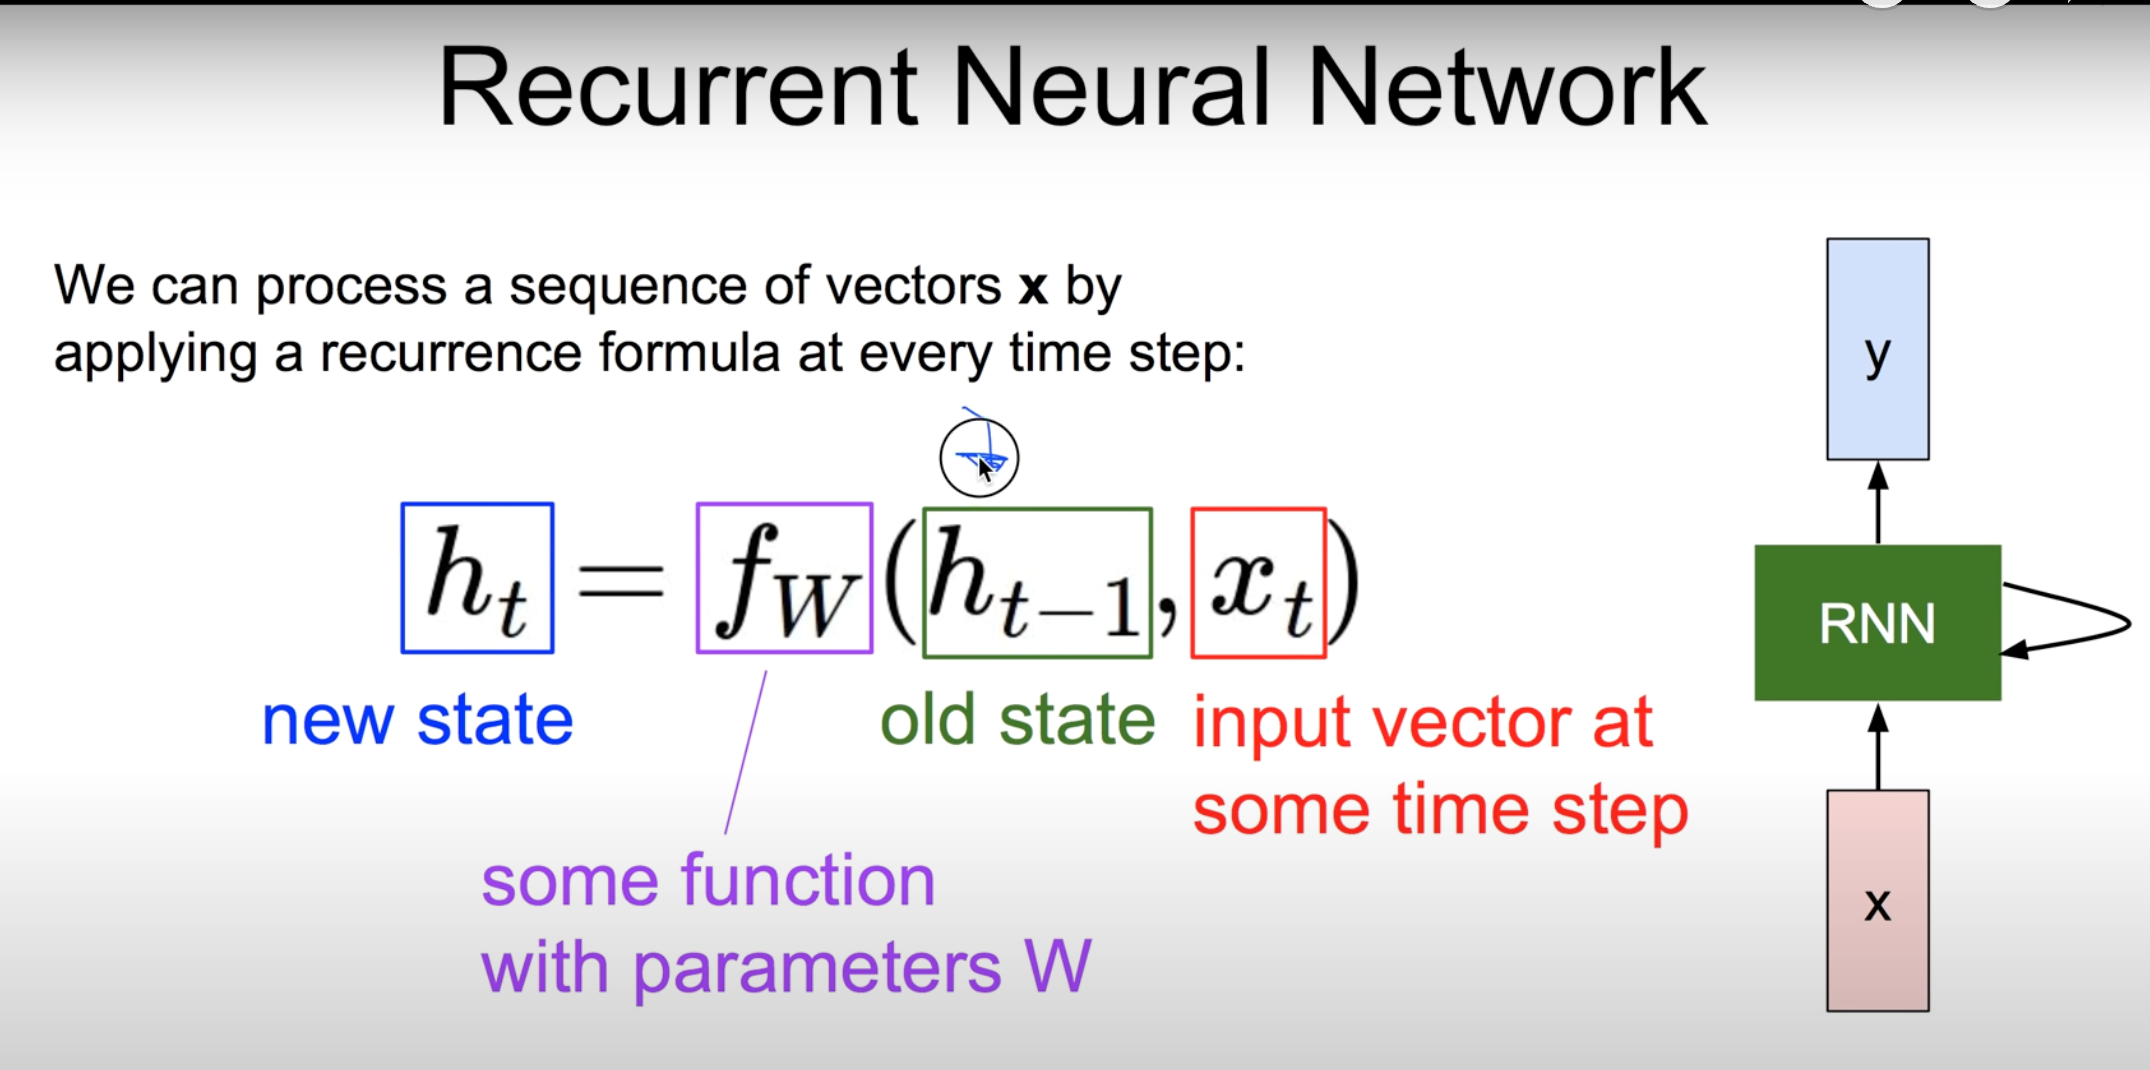 Recurrent Neural Network
We can process a sequence of vectors x by
applying a recurrence formula at every time step:
h_t = f_W(h_{t-1}, x_t)
new state
old state
input vector at
some time step
some function
with parameters W
y
RNN
x